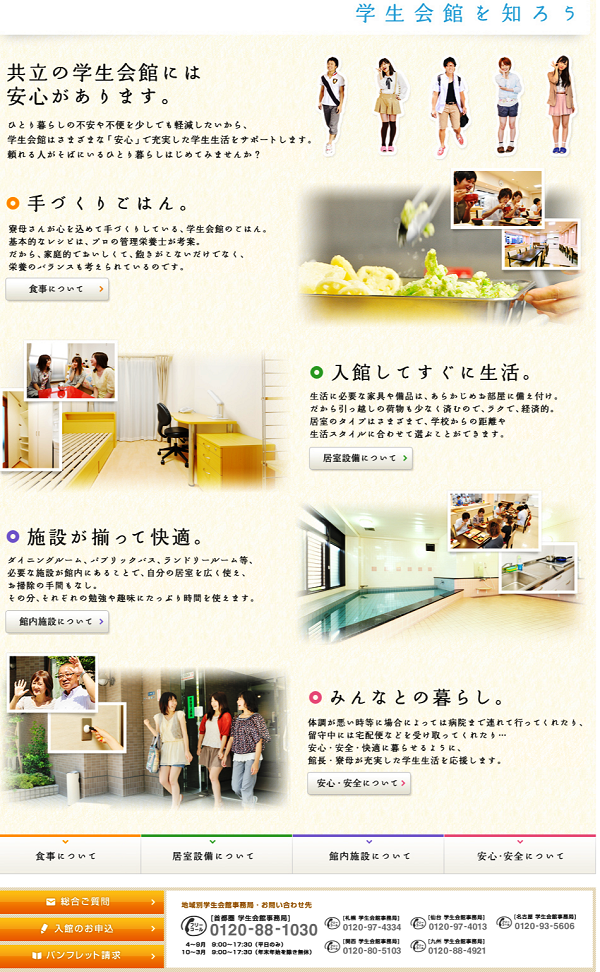 学生会館を知ろう
共立の学生会館には
安心があります。
ひとり暮らしの不安や不便を少しでも軽減したいから、
学生会館はさまざまな「安心」で充実した学生生活をサポートします。
頼れる人がそばにいるひとり暮らしはじめてみませんか？
手づくりごはん。
寮母さんが心を込めて手づくりしている、学生会館のごはん。
基本的なレシピは、プロの管理栄養士が考案。
だから、家庭的でおいしくて、飽きがこないだけでなく、
栄養のバランスも考えられているのです。
食事について
入館してすぐに生活。
生活に必要な家具や備品は、あらかじめお部屋に備え付け。
だから引っ越しの荷物も少なく済むので、ラクで、経済的。
居室のタイプはさまざまで、学校からの距離や
生活スタイルに合わせて選ぶことができます。
居室設備について
施設が揃って快適。
ダイニングルーム、パブリックバス、ランドリールーム等、
必要な施設が館内にあることで、自分の居室を広く使え、
お掃除の手間もなし。
その分、それぞれの勉強や趣味にたっぷり時間を使えます。
館内施設について
みんなとの暮らし。
体調が悪い時等に場合によっては病院まで連れて行ってくれたり、
留守中には宅配便などを受け取ってくれたり…
安心・安全・快適に暮らせるように、
館長・寮母が充実した学生生活を応援します。
安心・安全について
食事について
居室設備について
館内施設について
安心・安全について
総合ご質問
入館のお申込
パンフレット請求
地域別学生会館事務局・お問い合わせ先
[首都圏 学生会館事務局]
0120-88-1030
4〜9月 9:00〜17:30（平日のみ）
10〜3月 9:00〜17:30（年末年始を除き無休）
[札幌 学生会館事務局]
0120-97-4334
[仙台 学生会館事務局]
0120-97-4013
[名古屋 学生会館事務局]
0120-93-5606
[関西 学生会館事務局]
0120-80-5103
[九州 学生会館事務局]
0120-88-4921